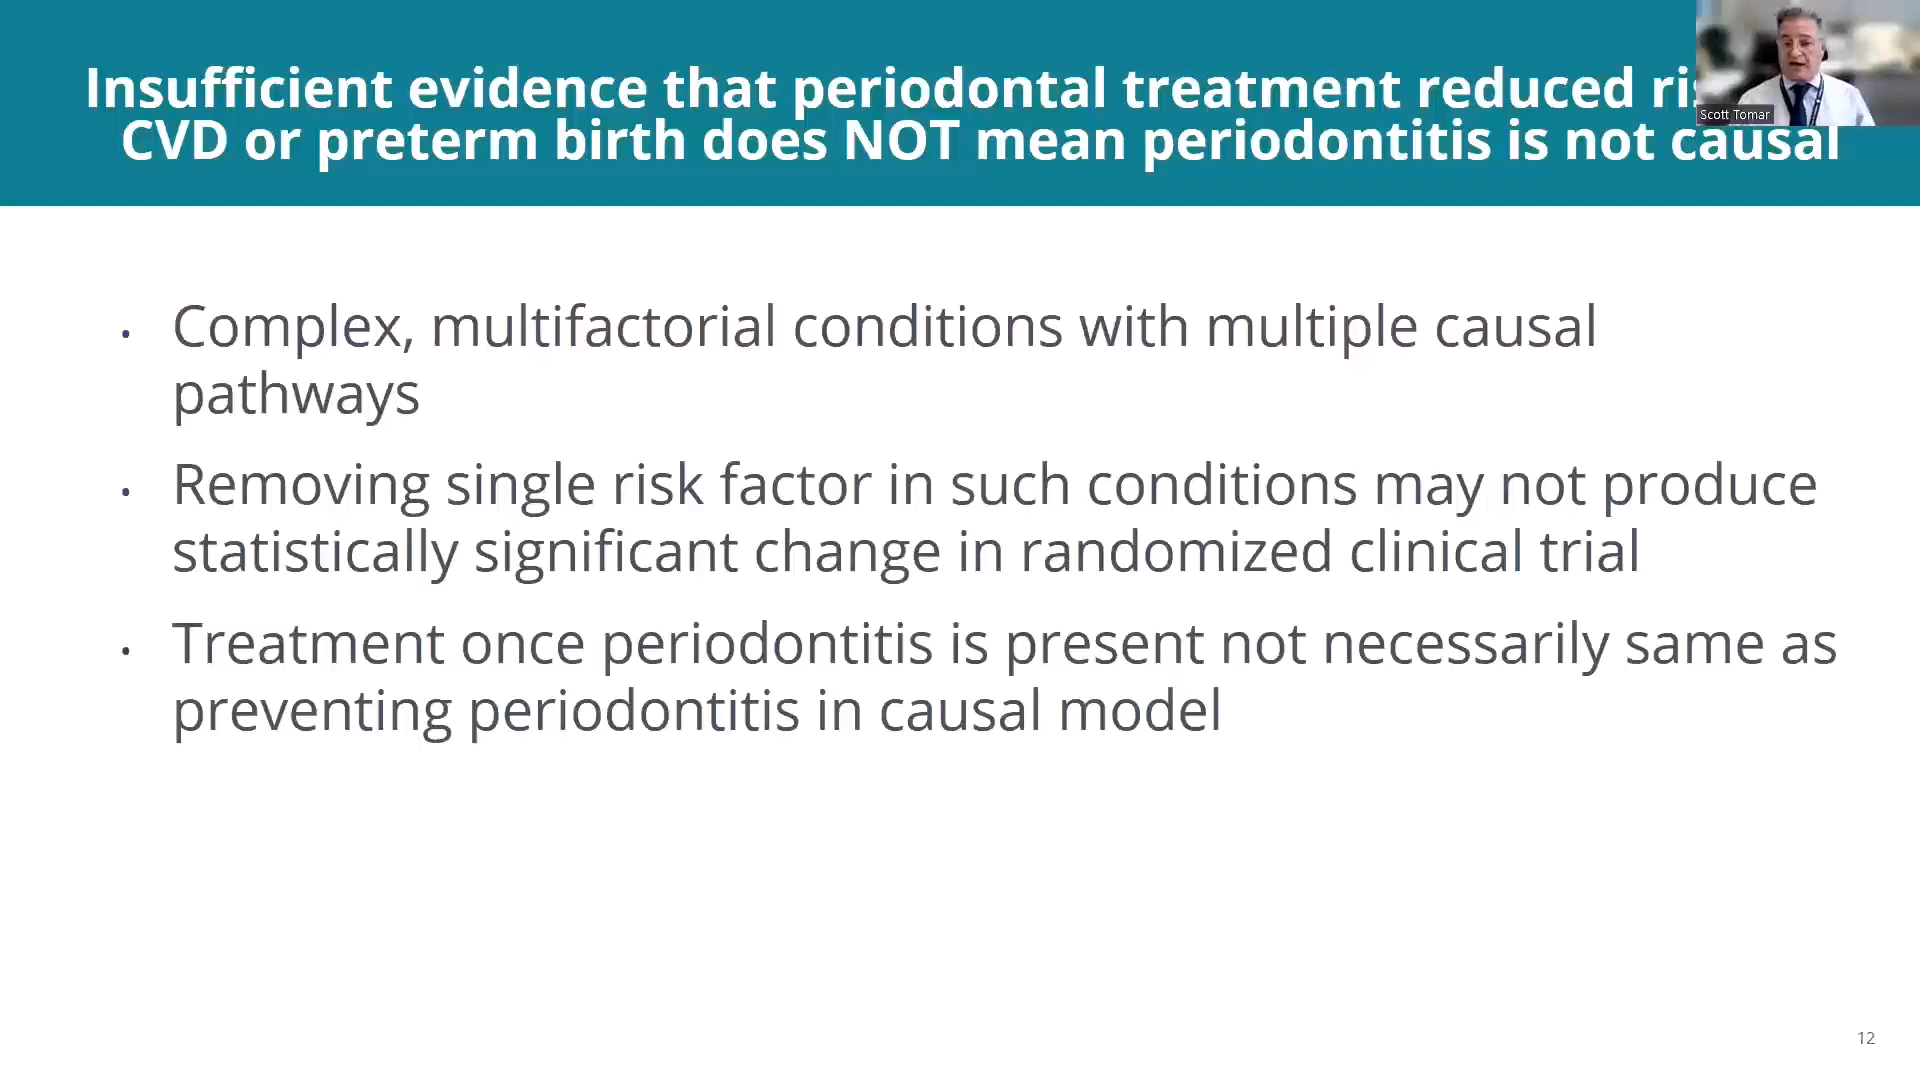 Insufficient evidence that periodontal treatment reduced
CVD or preterm birth does NOT mean periodontitis is not causal
Scott Tomar
• Complex, multifactorial conditions with multiple causal
pathways
• Removing single risk factor in such conditions may not produce
statistically significant change in randomized clinical trial
• Treatment once periodontitis is present not necessarily same as
preventing periodontitis in causal model
12